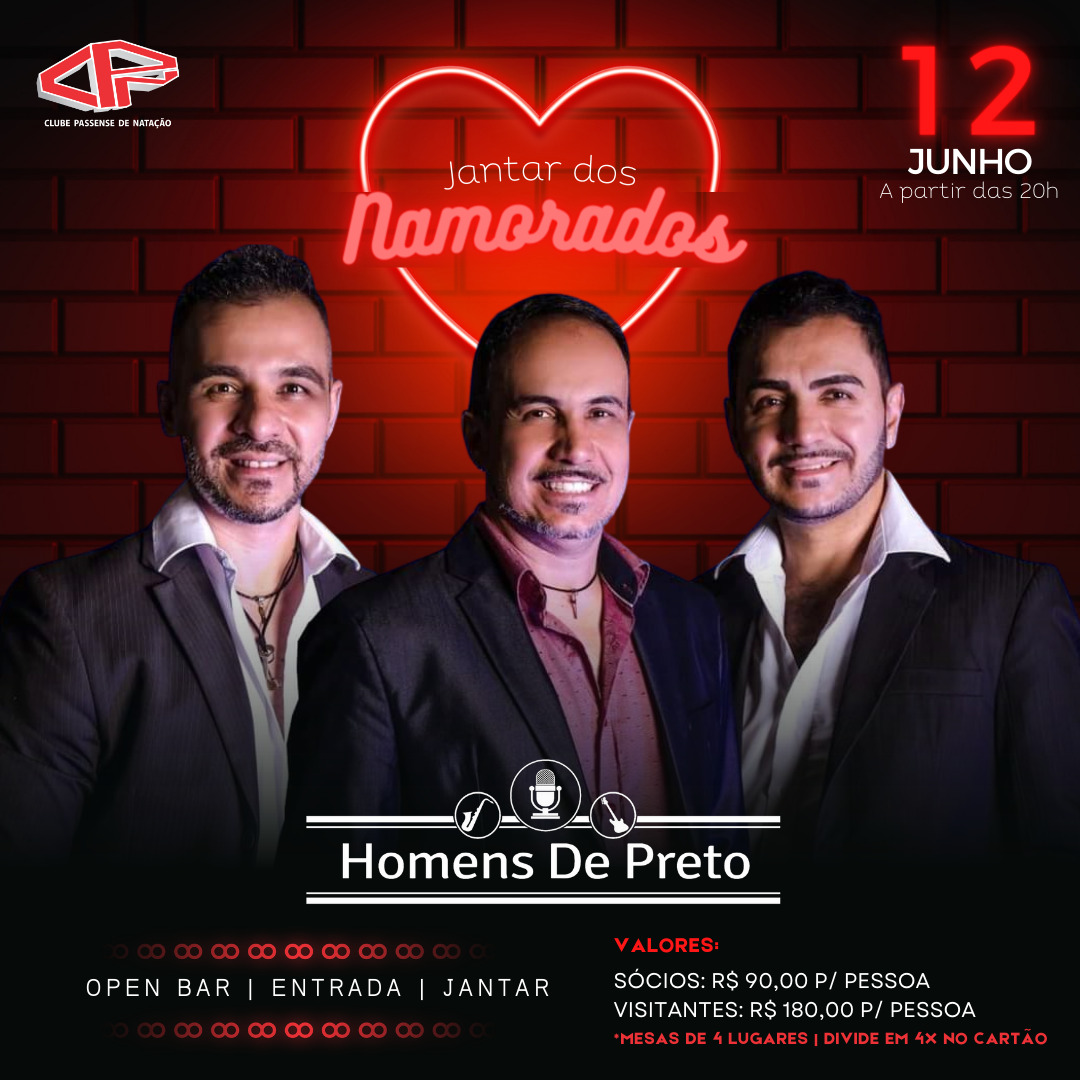 CLUBE PASSENSE DE NATAÇÃO
12
JUNHO
A partir das 20h
Jantar dos
Namorados
Homens De Preto
OPEN BAR | ENTRADA | JANTAR
VALORES:
SÓCIOS: R$ 90,00 P/ PESSOA
VISITANTES: R$ 180,00 P/ PESSOA
*MESAS DE 4 LUGARES | DIVIDE EM 4X NO CARTÃO